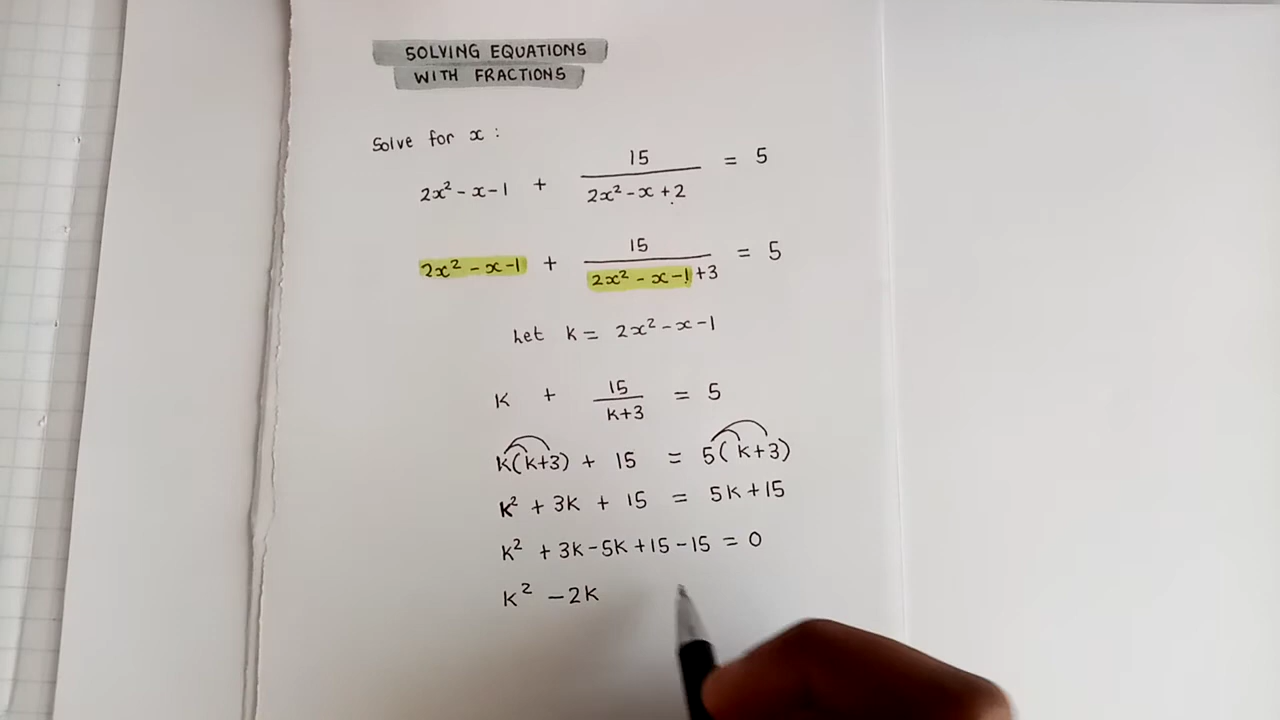 SOLVING EQUATIONS
WITH FRACTIONS
Solve for x :
2x² - x - 1 + 15/(2x² - x + 2) = 5
2x² - x - 1 + 15/(2x² - x - 1 + 3) = 5
Let K = 2x² - x - 1
K + 15/(K+3) = 5
K(K+3) + 15 = 5(K+3)
K² + 3K + 15 = 5K + 15
K² + 3K - 5K + 15 - 15 = 0
K² - 2K